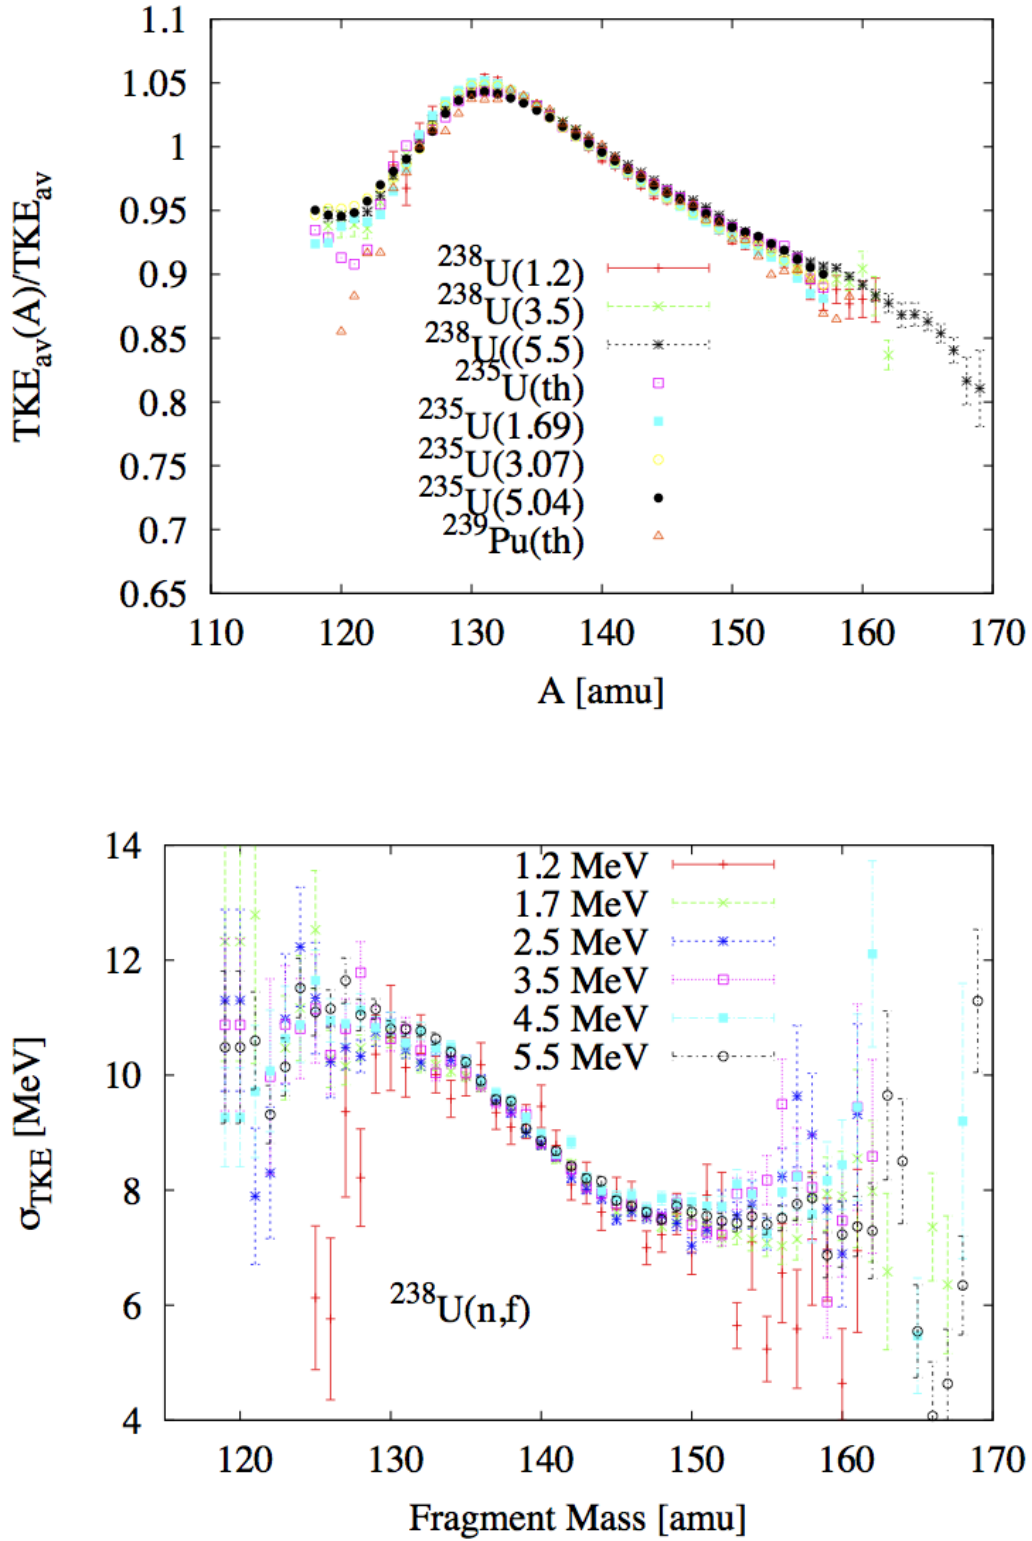 1.1
1.05
1
0.95
0.9
0.85
0.8
0.75
0.7
0.65
TKEav(A)/TKEav
238U(1.2)
238U(3.5)
238U((5.5)
235U(th)
235U(1.69)
235U(3.07)
235U(5.04)
239Pu(th)
110 120 130 140 150 160 170
A [amu]
14
12
10
8
6
4
σTKE [MeV]
1.2 MeV
1.7 MeV
2.5 MeV
3.5 MeV
4.5 MeV
5.5 MeV
238U(n,f)
120 130 140 150 160 170
Fragment Mass [amu]